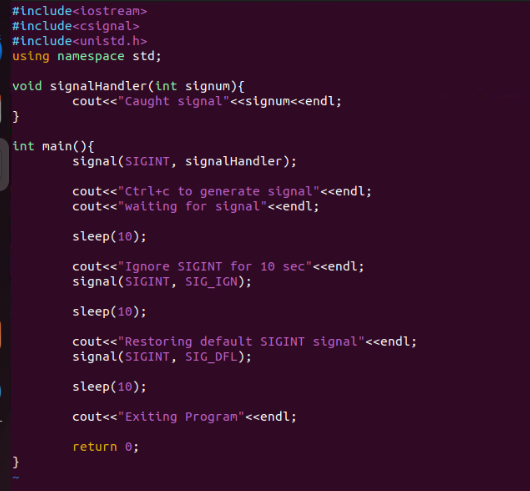 #include<iostream>
#include<csignal>
#include<unistd.h>
using namespace std;

void signalHandler(int signum){
        cout<<"Caught signal"<<signum<<endl;
}

int main(){
        signal(SIGINT, signalHandler);

        cout<<"Ctrl+c to generate signal"<<endl;
        cout<<"waiting for signal"<<endl;

        sleep(10);

        cout<<"Ignore SIGINT for 10 sec"<<endl;
        signal(SIGINT, SIG_IGN);

        sleep(10);

        cout<<"Restoring default SIGINT signal"<<endl;
        signal(SIGINT, SIG_DFL);

        sleep(10);

        cout<<"Exiting Program"<<endl;

        return 0;
}
~